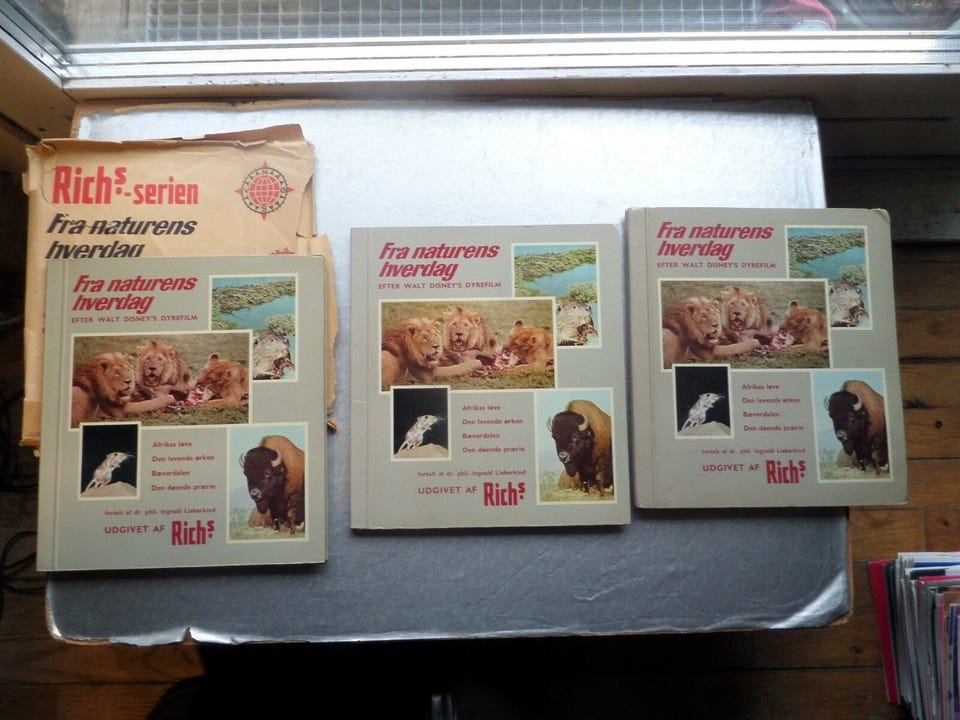 Rich's-serien
Fra naturens
hverdag
Fra naturens
hverdag
EFTER WALT DISNEY'S DYREFILM
Afrikas løve
Den levende ørken
Bæverdalen
Den døende prærie
fortalt af dr. phil. Ingvald Lieberkind
UDGIVET AF Rich's
Fra naturens
hverdag
EFTER WALT DISNEY'S DYREFILM
Afrikas løve
Den levende ørken
Bæverdalen
Den døende prærie
fortalt af dr. phil. Ingvald Lieberkind
UDGIVET AF Rich's
Fra naturens
hverdag
EFTER WALT DISNEY'S DYREFILM
Afrikas løve
Den levende ørken
Bæverdalen
Den døende prærie
fortalt af dr. phil. Ingvald Lieberkind
UDGIVET AF Rich's